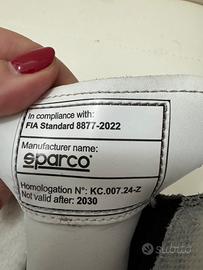 In compliance with:
FIA Standard 8877-2022
Manufacturer name:
sparco
Homologation N°: KC.007.24-Z
Not valid after: 2030
subito